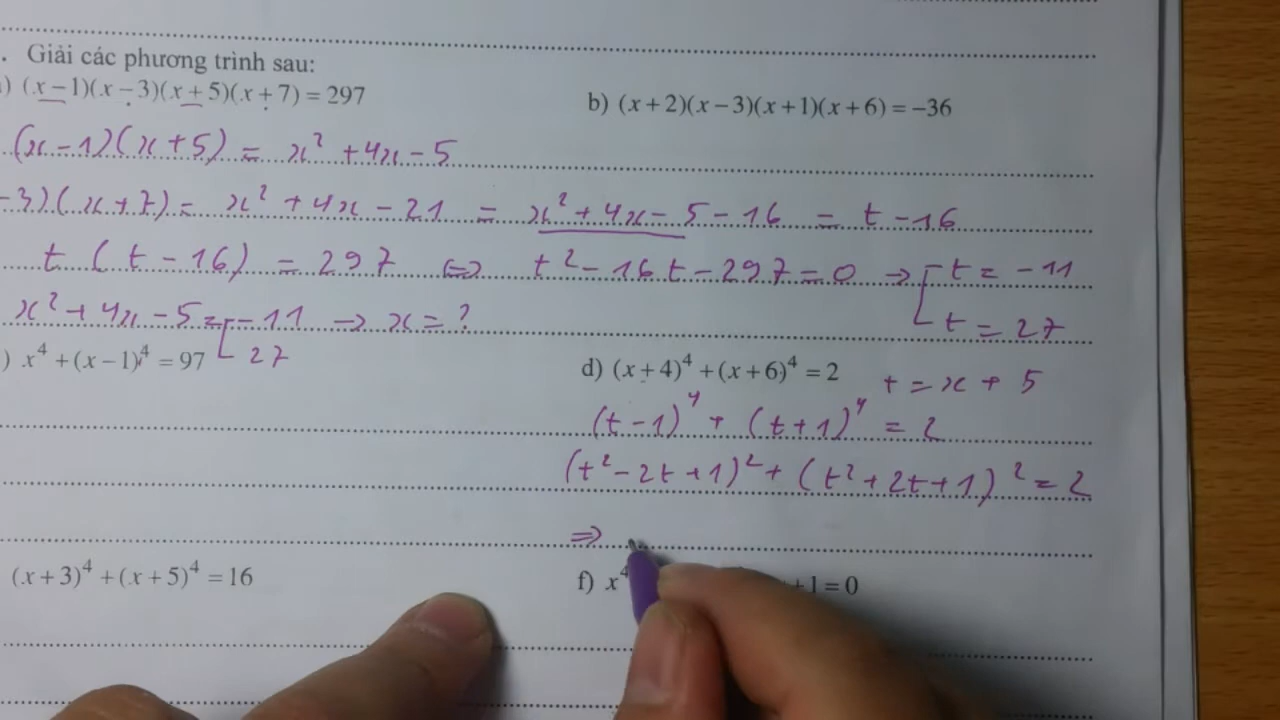 . Giải các phương trình sau:
) (x−1)(x−3)(x+5)(x+7) = 297
b) (x+2)(x−3)(x+1)(x+6) = −36
(x−1)(x+5) = x² + 4x − 5
−3)(x+7) = x² + 4x − 21 = x² + 4x − 5 − 16 = t − 16
t (t − 16) = 297 ⇔ t² − 16t − 297 = 0 → [ t = −11
t = 27
x² + 4x − 5 = [ −11 → x = ?
27
) x⁴ + (x−1)⁴ = 97
d) (x+4)⁴ + (x+6)⁴ = 2 t = x + 5
(t−1)⁴ + (t+1)⁴ = 2
(t² − 2t + 1)² + (t² + 2t + 1)² = 2
⇒
(x+3)⁴ + (x+5)⁴ = 16
f) x⁴ +1 = 0